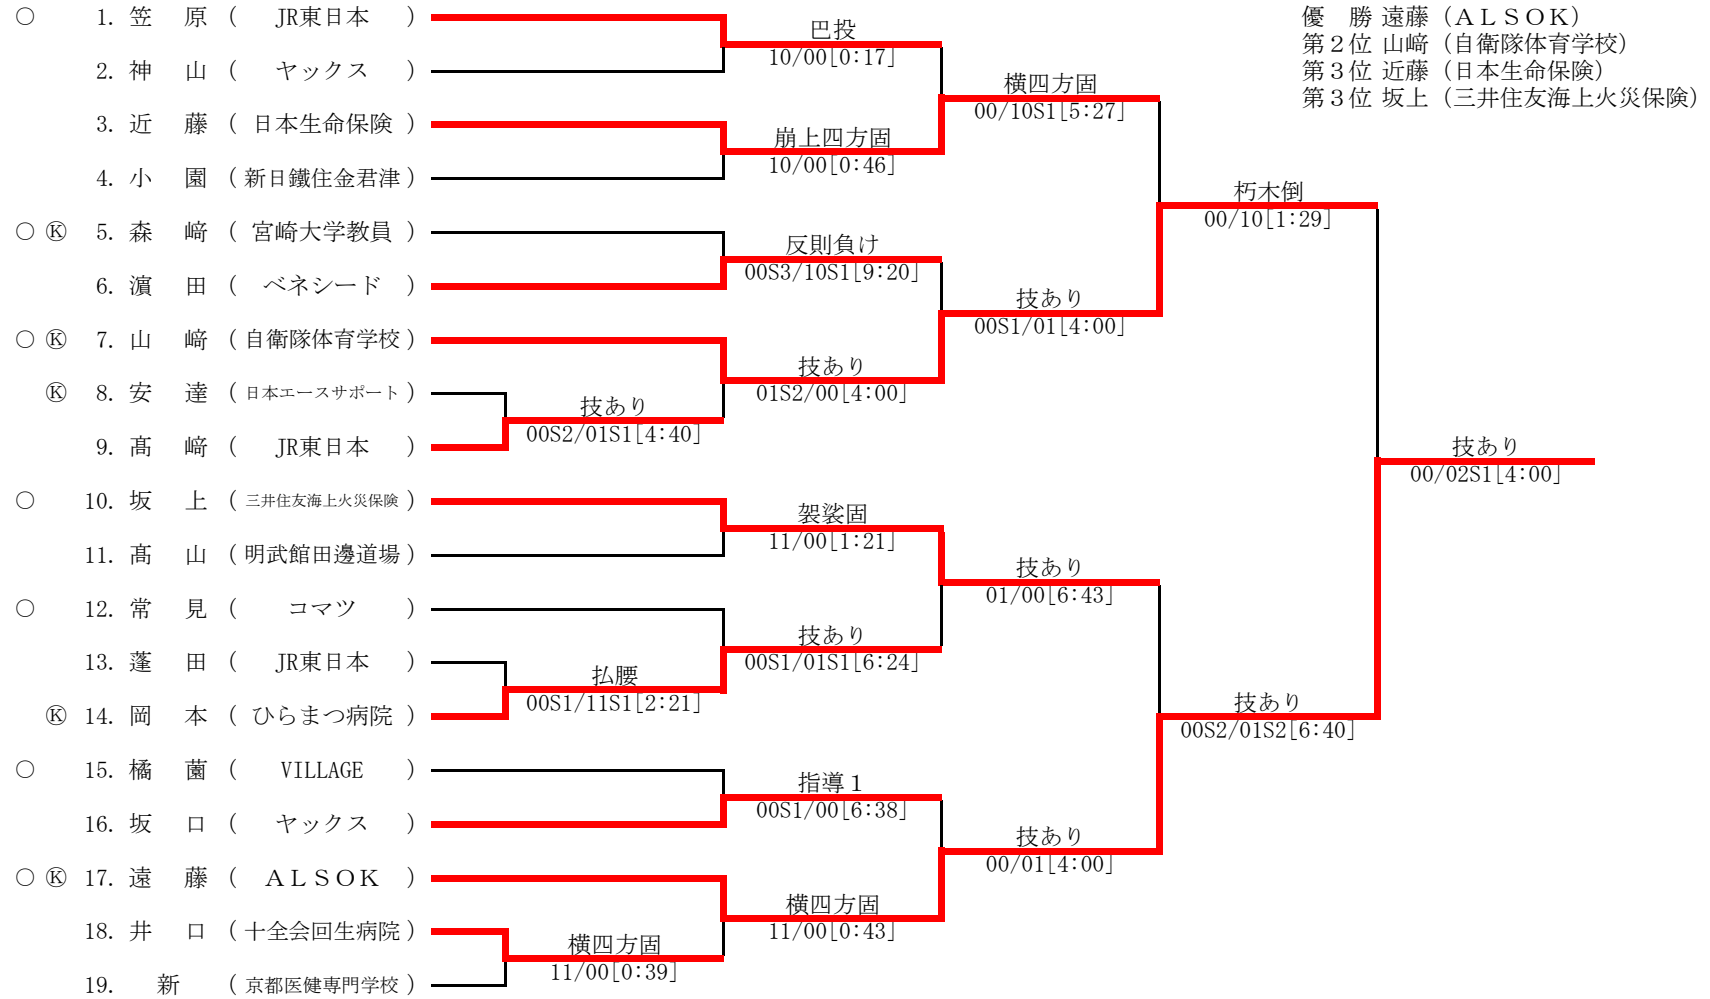 ○ 1. 笠 原 ( JR東日本 )
2. 神 山 ( ヤックス )
3. 近 藤 ( 日本生命保険 )
4. 小 園 ( 新日鐵住金君津 )
○ Ⓚ 5. 森 﨑 ( 宮崎大学教員 )
6. 濵 田 ( ベネシード )
○ Ⓚ 7. 山 﨑 ( 自衛隊体育学校 )
Ⓚ 8. 安 達 ( 日本エースサポート )
9. 髙 﨑 ( JR東日本 )
○ 10. 坂 上 ( 三井住友海上火災保険 )
11. 髙 山 ( 明武館田邊道場 )
○ 12. 常 見 ( コマツ )
13. 蓬 田 ( JR東日本 )
Ⓚ 14. 岡 本 ( ひらまつ病院 )
○ 15. 橘 薗 ( VILLAGE )
16. 坂 口 ( ヤックス )
○ Ⓚ 17. 遠 藤 ( ＡＬＳＯＫ )
18. 井 口 ( 十全会回生病院 )
19. 新 ( 京都医健専門学校 )
技あり
00S2/01S1[4:40]
払腰
00S1/11S1[2:21]
横四方固
11/00[0:39]
巴投
10/00[0:17]
崩上四方固
10/00[0:46]
反則負け
00S3/10S1[9:20]
技あり
01S2/00[4:00]
袈裟固
11/00[1:21]
技あり
00S1/01S1[6:24]
指導１
00S1/00[6:38]
横四方固
11/00[0:43]
横四方固
00/10S1[5:27]
技あり
00S1/01[4:00]
技あり
01/00[6:43]
技あり
00/01[4:00]
朽木倒
00/10[1:29]
技あり
00S2/01S2[6:40]
技あり
00/02S1[4:00]
優　勝 遠藤（ＡＬＳＯＫ）
第２位 山﨑（自衛隊体育学校）
第３位 近藤（日本生命保険）
第３位 坂上（三井住友海上火災保険）